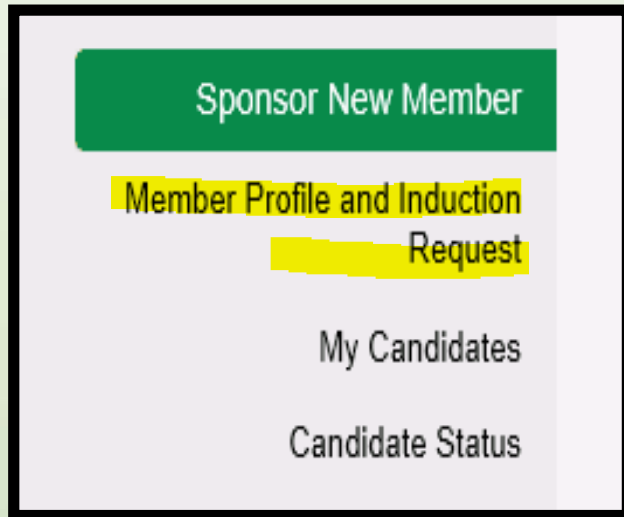 Sponsor New Member
Member Profile and Induction
Request
My Candidates
Candidate Status